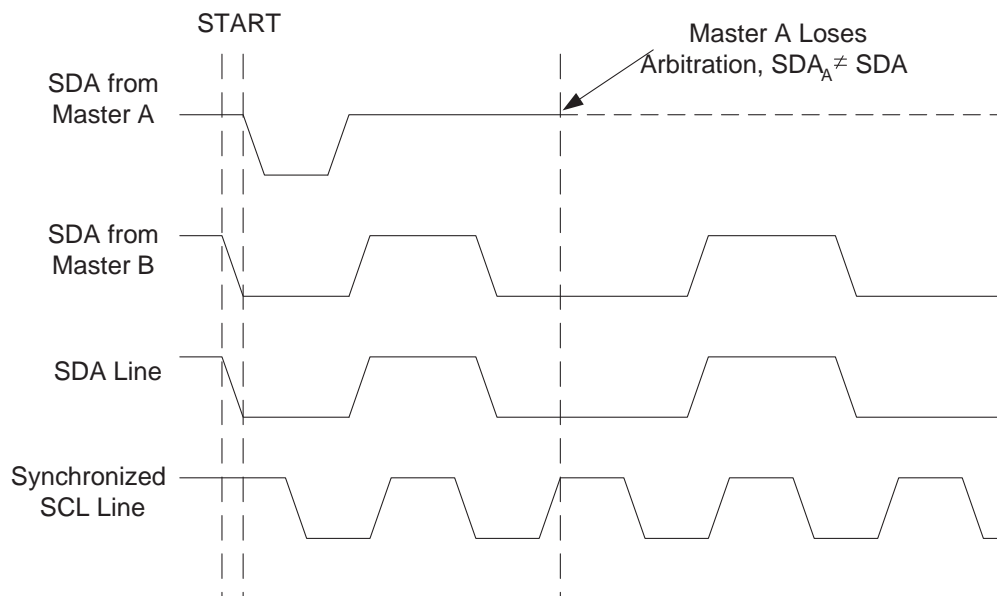 START
Master A Loses
Arbitration, SDA_A ≠ SDA
SDA from
Master A
SDA from
Master B
SDA Line
Synchronized
SCL Line